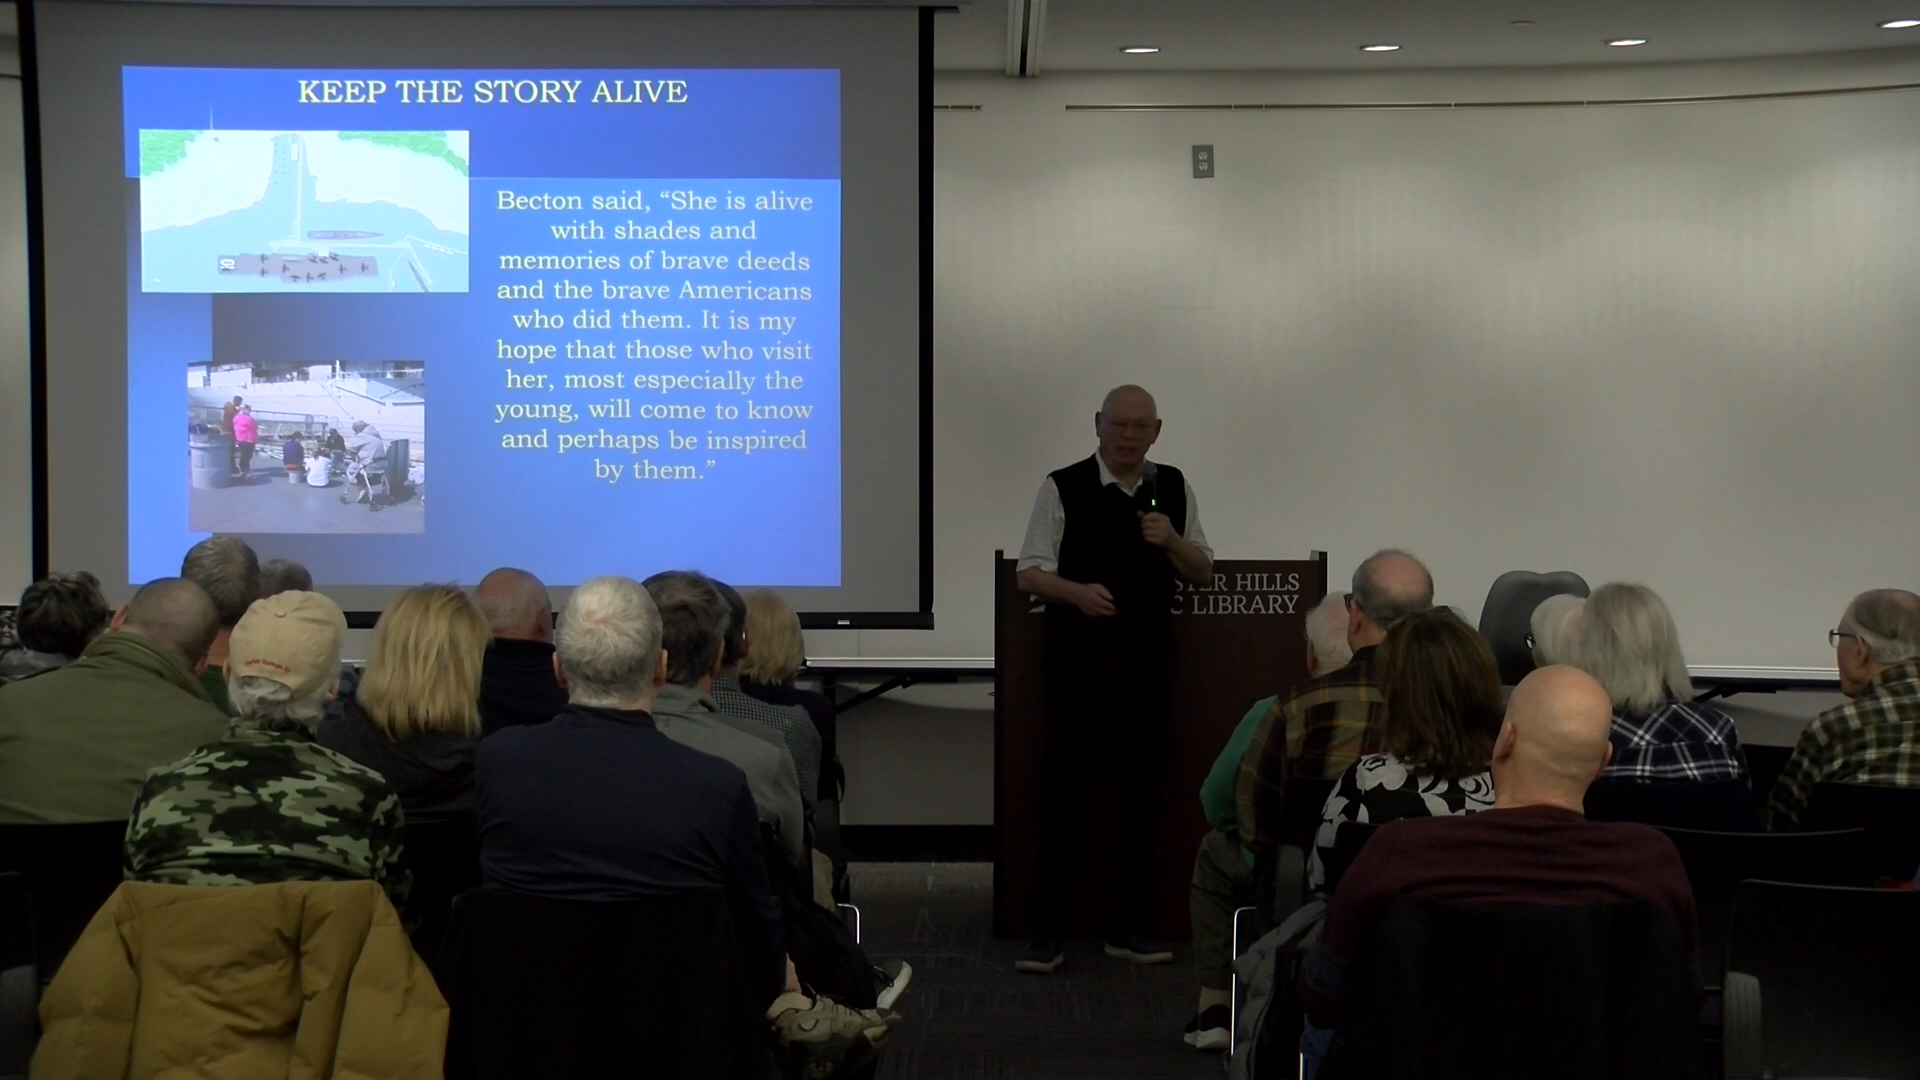 KEEP THE STORY ALIVE
Becton said, “She is alive
with shades and
memories of brave deeds
and the brave Americans
who did them. It is my
hope that those who visit
her, most especially the
young, will come to know
and perhaps be inspired
by them.”
STER HILLS
C LIBRARY